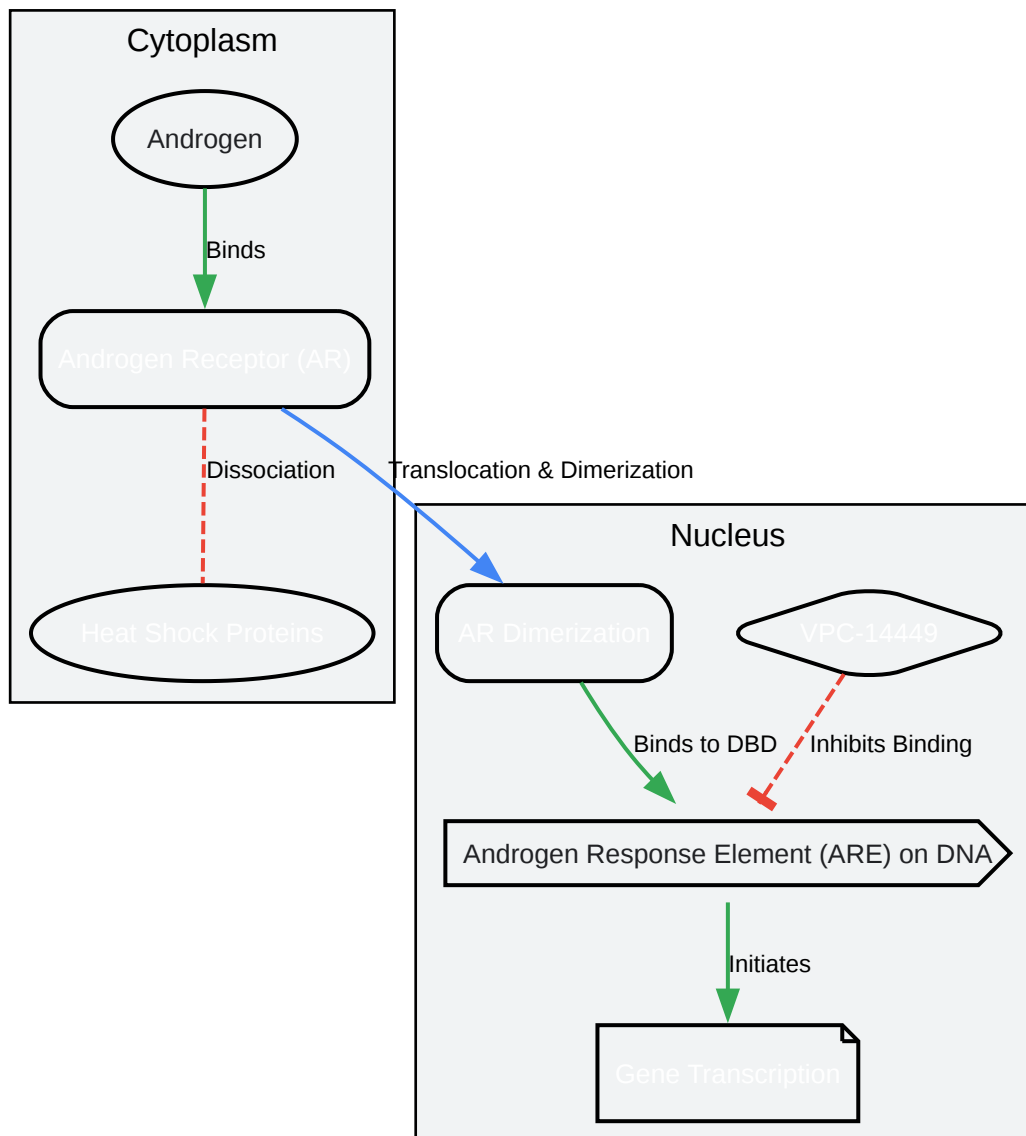 Cytoplasm
Androgen
Binds
Androgen Receptor (AR)
Dissociation
Translocation & Dimerization
Heat Shock Proteins
Nucleus
AR Dimerization
VPC-14449
Binds to DBD
Inhibits Binding
Androgen Response Element (ARE) on DNA
Initiates
Gene Transcription